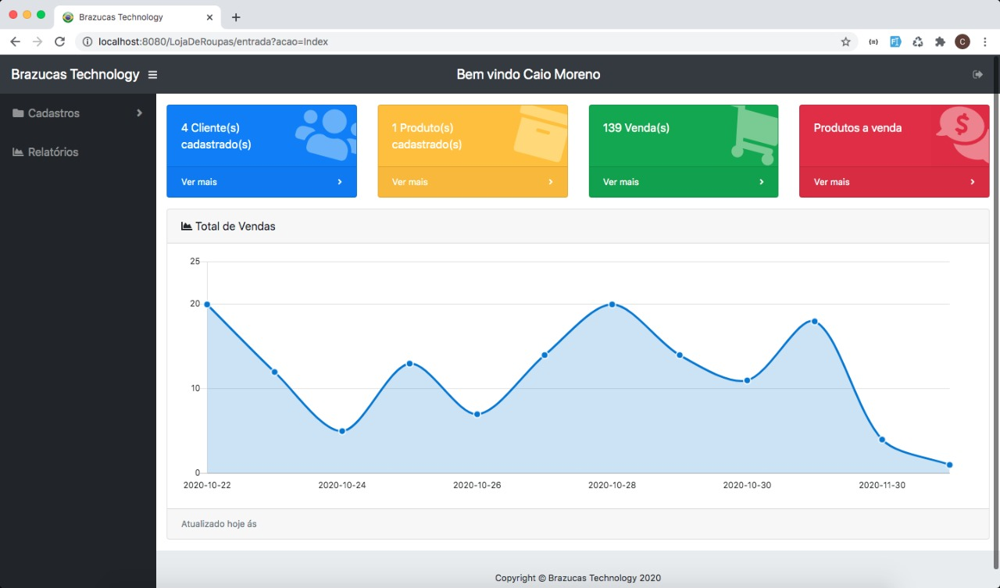 Brazucas Technology
localhost:8080/LojaDeRoupas/entrada?acao=Index
C
Brazucas Technology
Bem vindo Caio Moreno
Cadastros
Relatórios
4 Cliente(s)
cadastrado(s)
Ver mais
1 Produto(s)
cadastrado(s)
Ver mais
139 Venda(s)
Ver mais
Produtos a venda
$
Ver mais
Total de Vendas
25
20
10
0
2020-10-22 2020-10-24 2020-10-26 2020-10-28 2020-10-30 2020-11-30
Atualizado hoje ás
Copyright © Brazucas Technology 2020